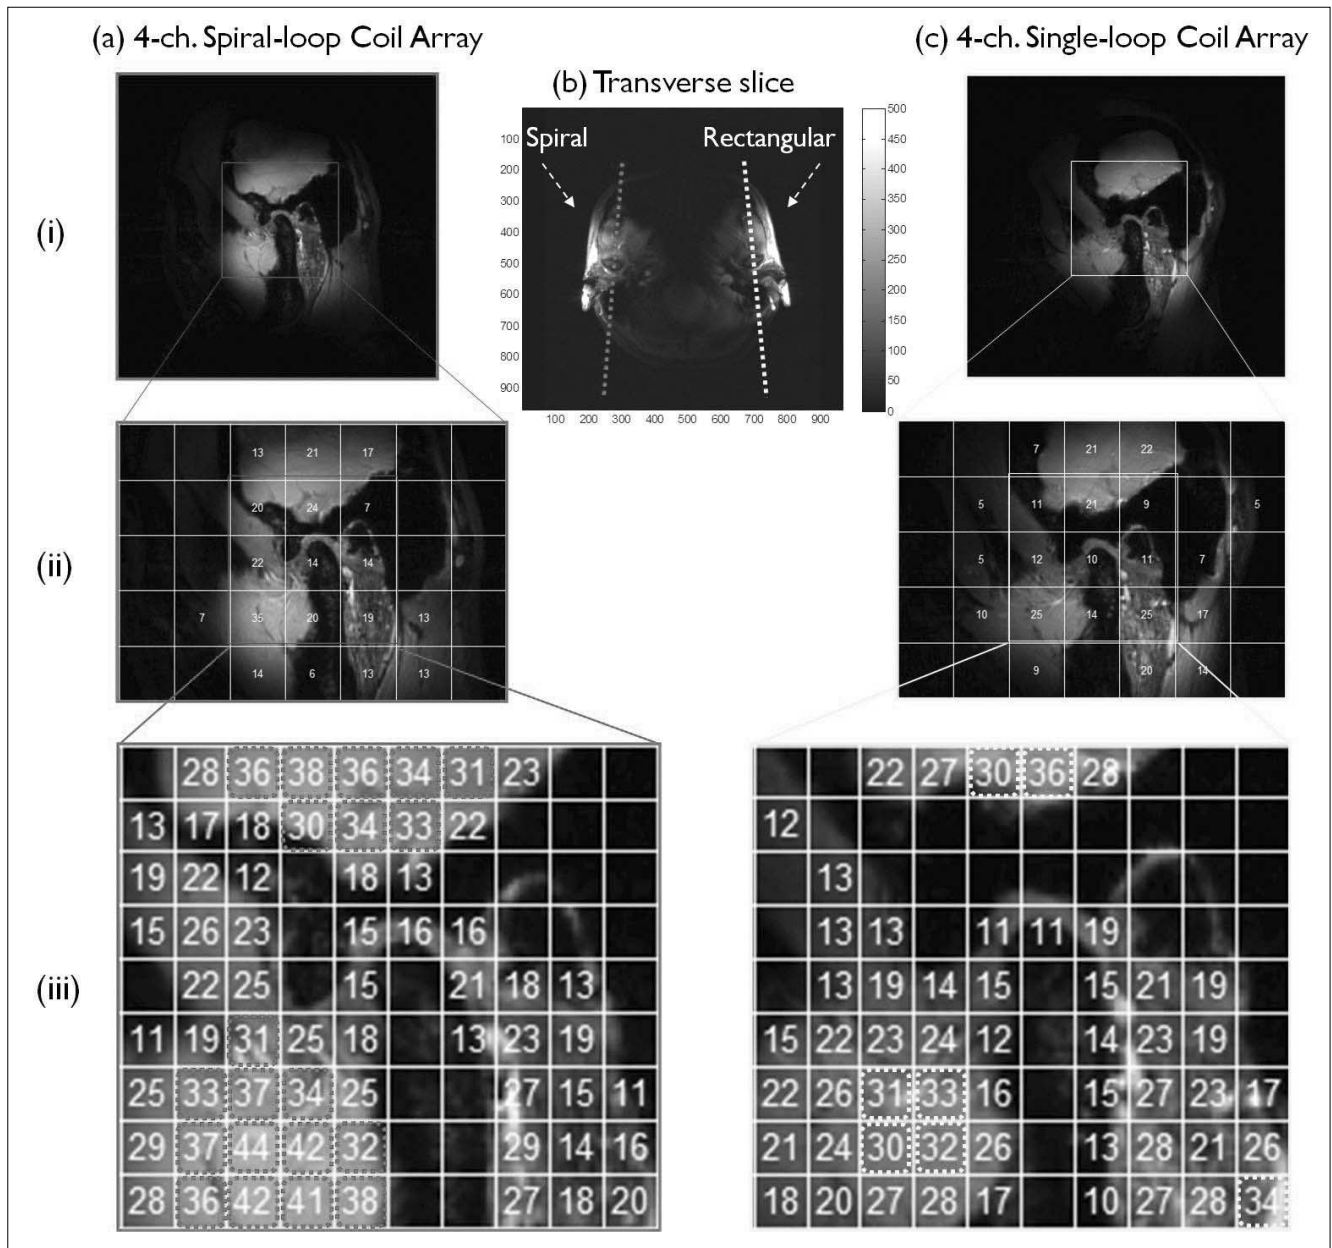 (a) 4-ch. Spiral-loop Coil Array
(c) 4-ch. Single-loop Coil Array
(b) Transverse slice
Spiral
Rectangular
100
200
300
400
500
600
700
800
900
100 200 300 400 500 600 700 800 900
500
450
400
350
300
250
200
150
100
50
0
(i)
(ii)
13 21 17
20 24 7
22 14 14
7 35 20 19 13
14 6 13 13
7 21 22
5 11 21 9 5
5 12 10 11 7
10 25 14 25 17
9 20 14
(iii)
28 36 38 36 34 31 23
13 17 18 30 34 33 22
19 22 12 18 13
15 26 23 15 16 16
22 25 15 21 18 13
11 19 31 25 18 13 23 19
25 33 37 34 25 27 15 11
29 37 44 42 32 29 14 16
28 36 42 41 38 27 18 20
22 27 30 36 28
12
13
13 13 11 11 19
13 19 14 15 15 21 19
15 22 23 24 12 14 23 19
22 26 31 33 16 15 27 23 17
21 24 30 32 26 13 28 21 26
18 20 27 28 17 10 27 28 34